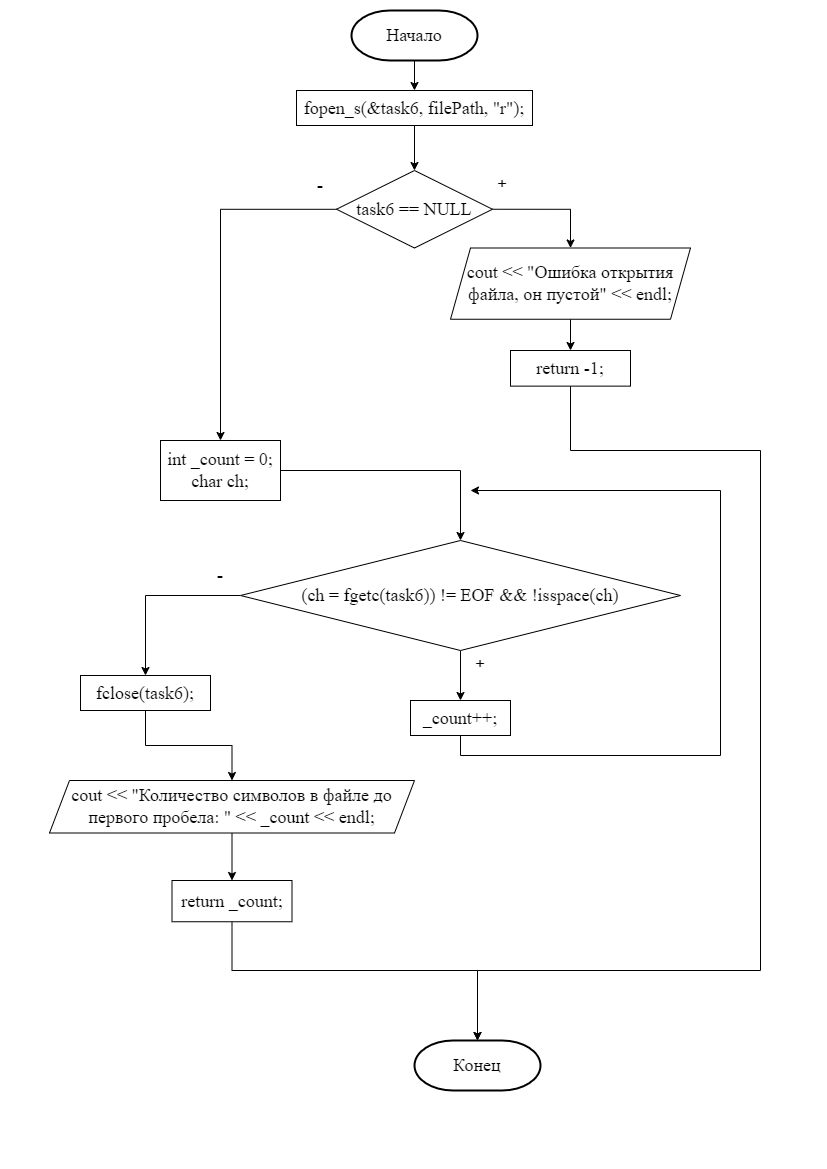 Начало
fopen_s(&task6, filePath, "r");
-
+
task6 == NULL
cout << "Ошибка открытия
файла, он пустой" << endl;
return -1;
int _count = 0;
char ch;
-
(ch = fgetc(task6)) != EOF && !isspace(ch)
+
fclose(task6);
_count++;
cout << "Количество символов в файле до
первого пробела: " << _count << endl;
return _count;
Конец